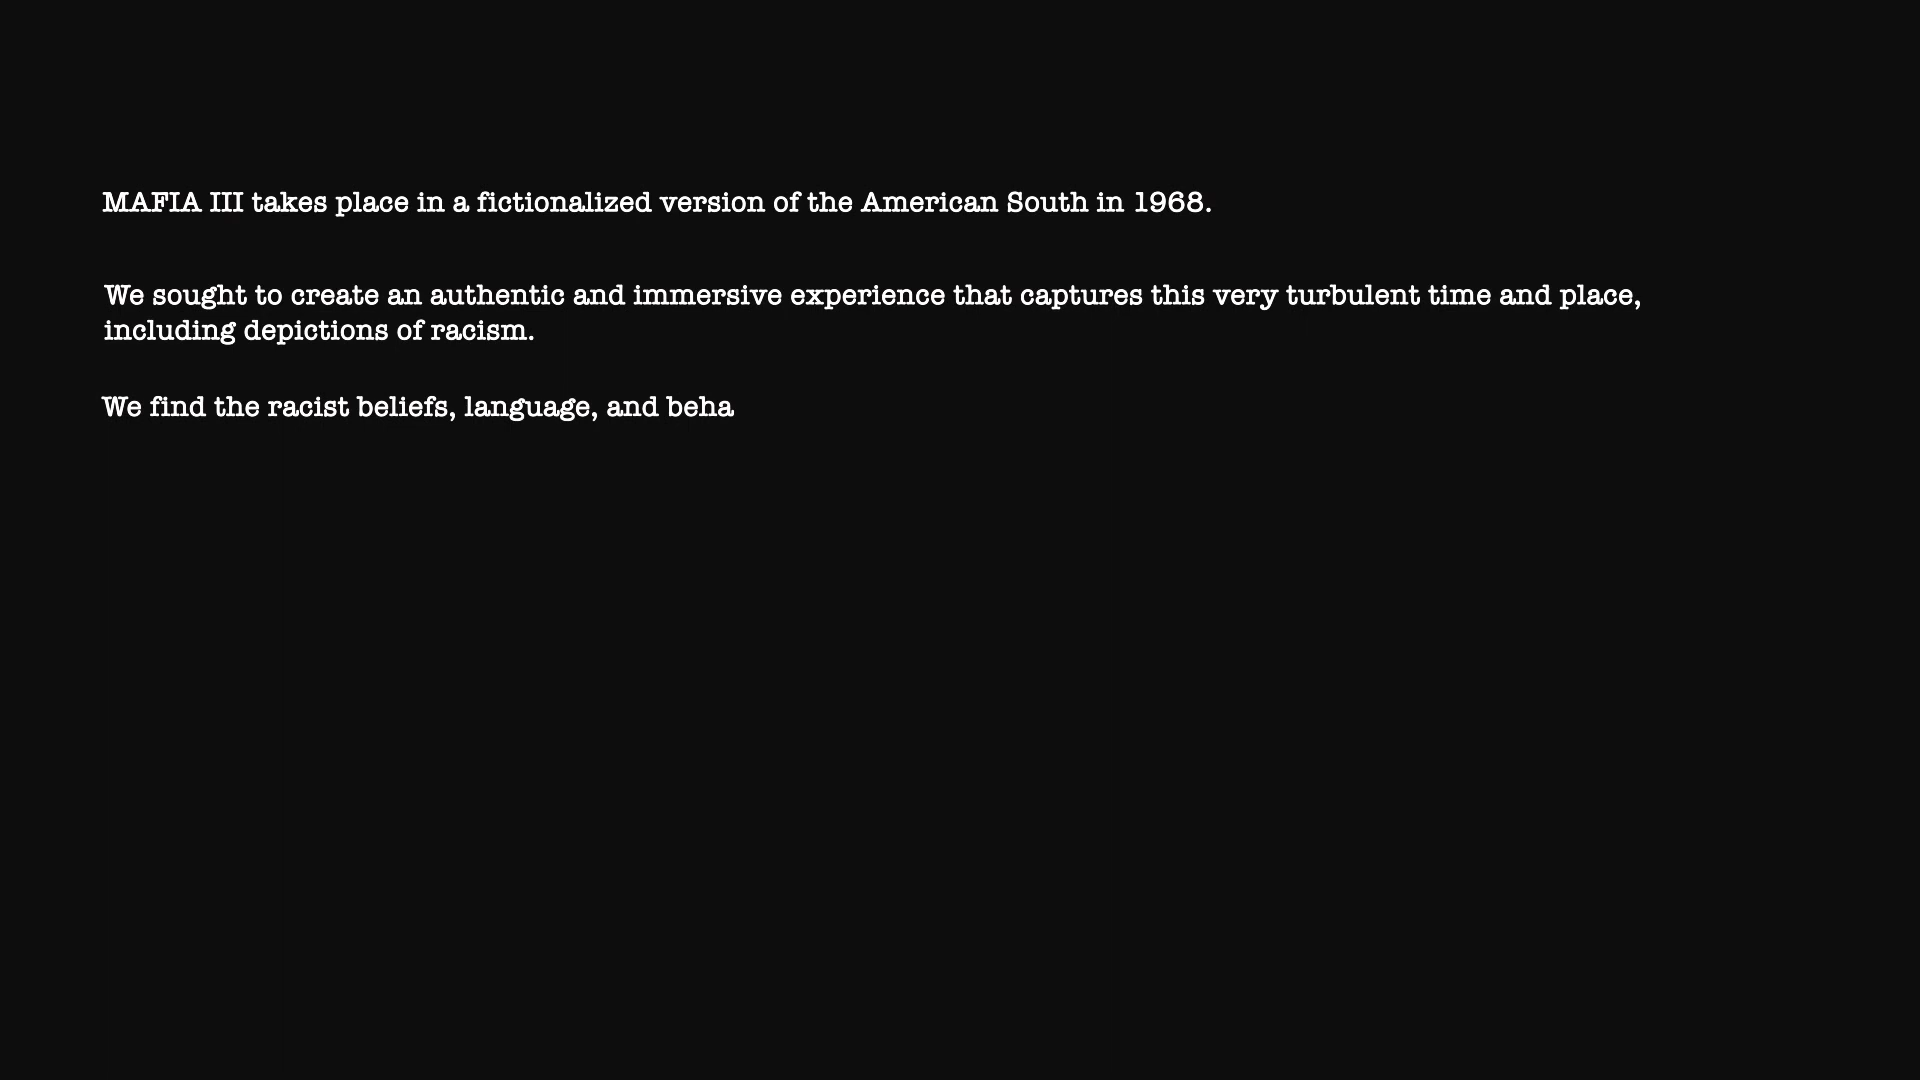 MAFIA III takes place in a fictionalized version of the American South in 1968.
We sought to create an authentic and immersive experience that captures this very turbulent time and place,
including depictions of racism.
We find the racist beliefs, language, and beha